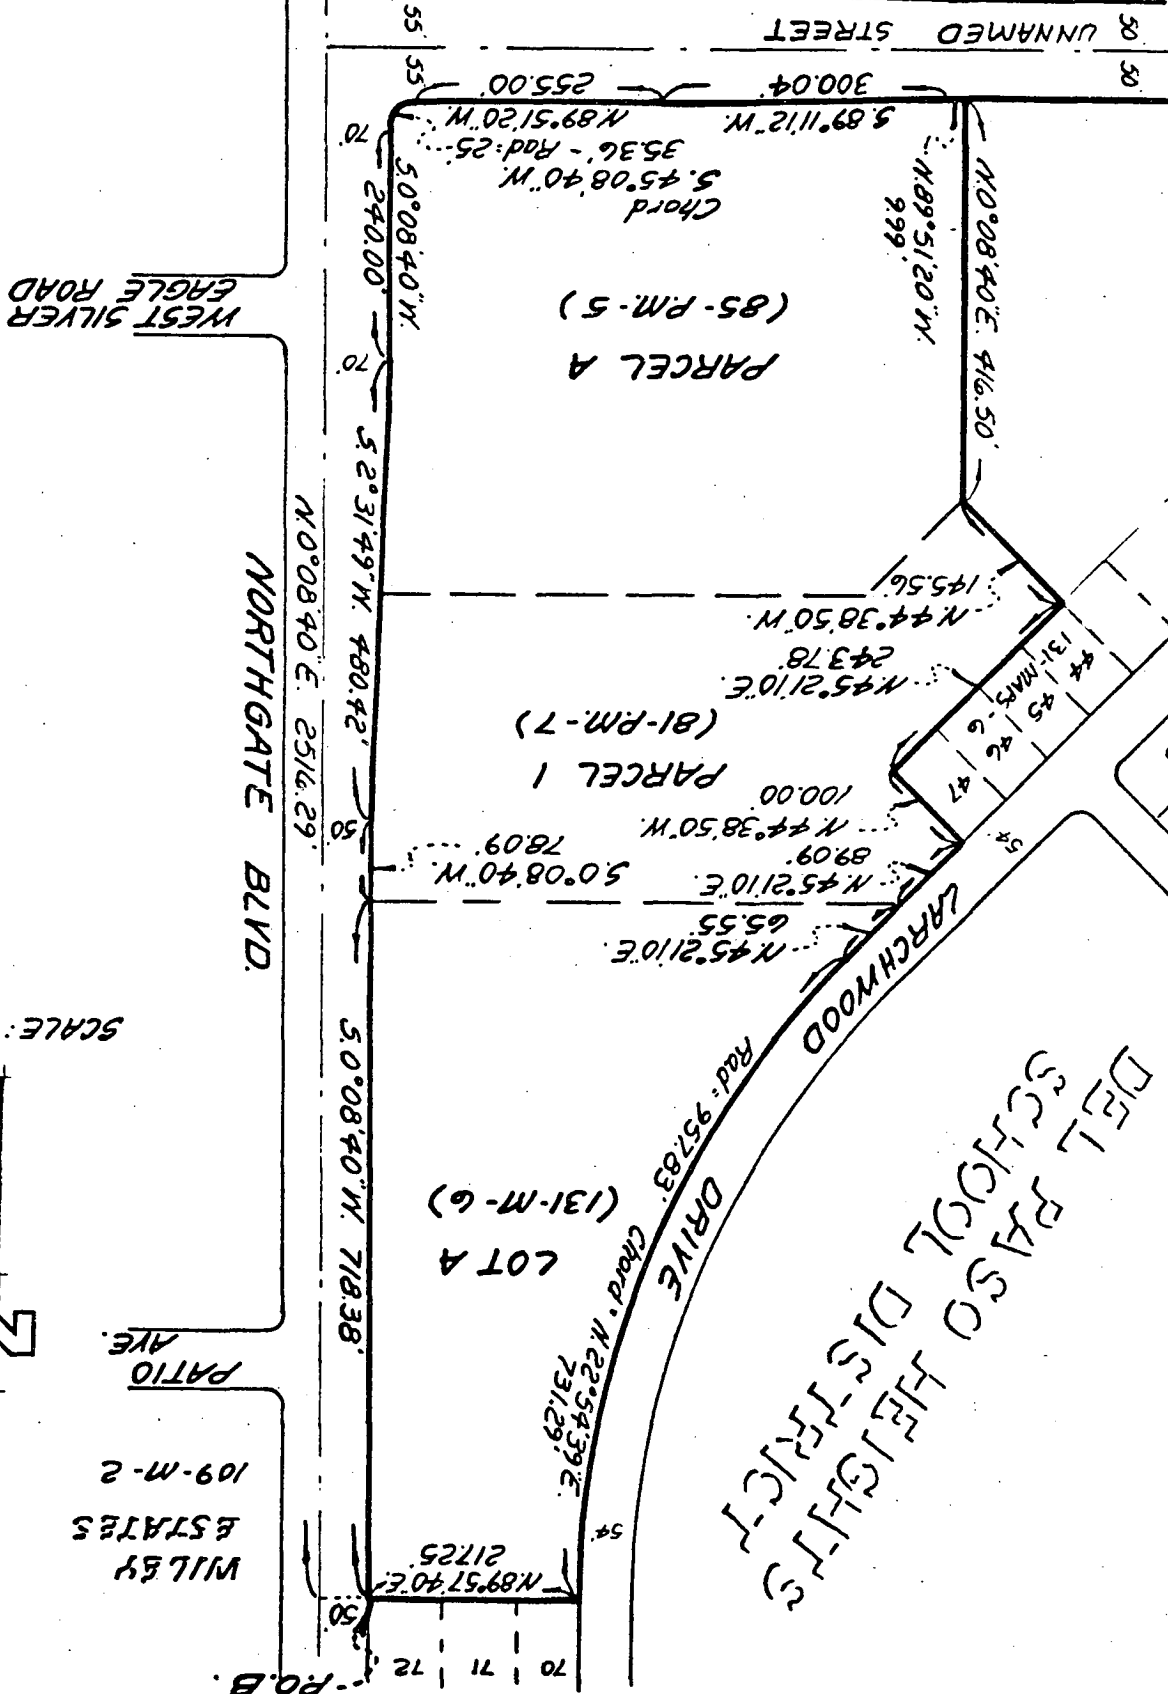 P.O.B.
72
71
70
50'
N.89°57'40"E.
217.25'
54'
WILEY
ESTATES
109-M-2
PATIO
AVE.
DEL PASO HEIGHTS
SCHOOL DISTRICT
Chord = N.22°54'39"E.
731.29'
Rad = 957.83'
LOT A
(131-M-6)
S.0°08'40"W. 718.38'
LARCHWOOD DRIVE
SCALE:
NORTHGATE BLVD.
N.0°08'40"E. 2516.29'
N.45°21'10"E.
65.55'
N.45°21'10"E.
89.09'
S.0°08'40"W.
78.09'
50'
54'
N.44°38'50"W.
100.00
PARCEL 1
(81-P.M.-7)
47
46
45
44
131-MAPS-6
N.45°21'10"E.
243.78'
N.44°38'50"W.
145.56'
S.2°31'49"W. 480.42'
70'
PARCEL A
(85-P.M.-5)
N.0°08'40"E. 416.50'
WEST SILVER
EAGLE ROAD
S.0°08'40"W.
240.00'
N.89°51'20"W.
9.99'
Chord
S.45°08'40"W.
35.36' - Rad=25'
70'
N.89°51'20"W.
255.00'
S.89°11'12"W.
300.04'
55'
55'
50
50
UNNAMED STREET